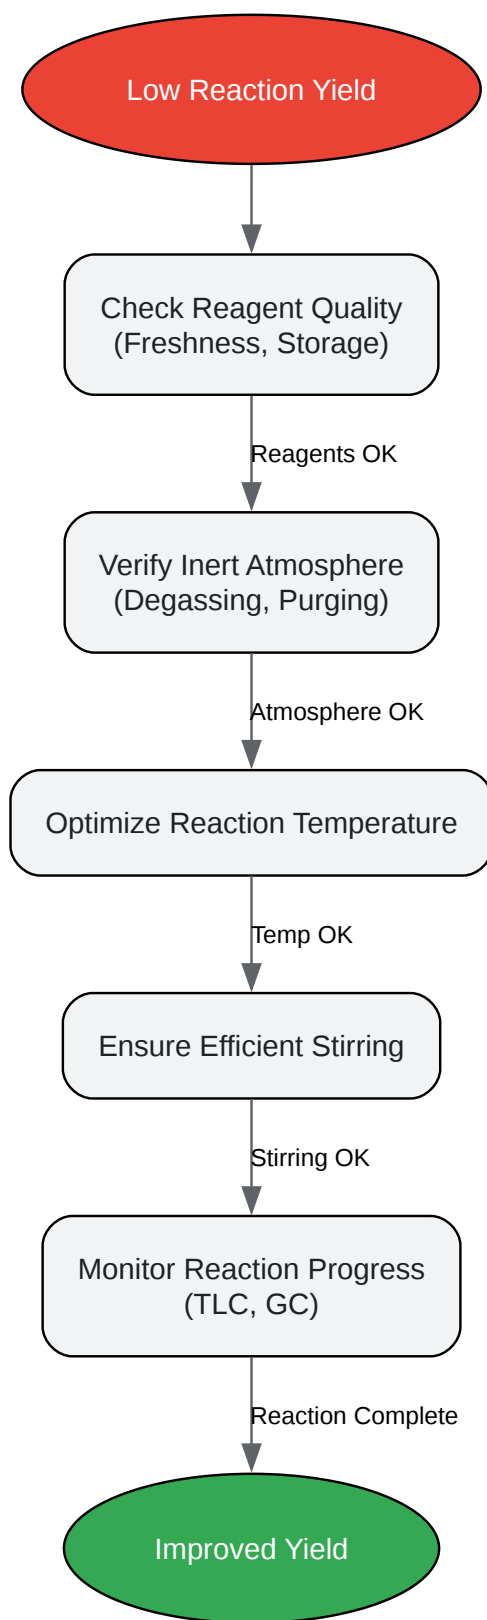 Low Reaction Yield
Check Reagent Quality
(Freshness, Storage)
Reagents OK
Verify Inert Atmosphere
(Degassing, Purging)
Atmosphere OK
Optimize Reaction Temperature
Temp OK
Ensure Efficient Stirring
Stirring OK
Monitor Reaction Progress
(TLC, GC)
Reaction Complete
Improved Yield